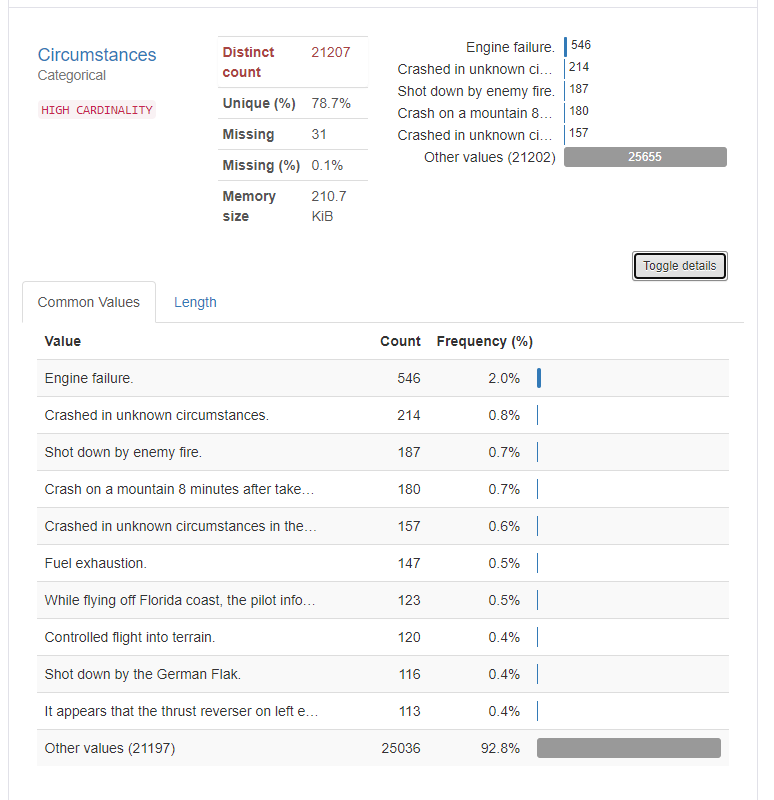 Circumstances
Categorical
HIGH CARDINALITY
Distinct count 21207
Unique (%) 78.7%
Missing 31
Missing (%) 0.1%
Memory size 210.7 KiB
Engine failure. 546
Crashed in unknown ci… 214
Shot down by enemy fire. 187
Crash on a mountain 8… 180
Crashed in unknown ci… 157
Other values (21202) 25655
Toggle details
Common Values Length
Value Count Frequency (%)
Engine failure. 546 2.0%
Crashed in unknown circumstances. 214 0.8%
Shot down by enemy fire. 187 0.7%
Crash on a mountain 8 minutes after take… 180 0.7%
Crashed in unknown circumstances in the… 157 0.6%
Fuel exhaustion. 147 0.5%
While flying off Florida coast, the pilot info… 123 0.5%
Controlled flight into terrain. 120 0.4%
Shot down by the German Flak. 116 0.4%
It appears that the thrust reverser on left e… 113 0.4%
Other values (21197) 25036 92.8%